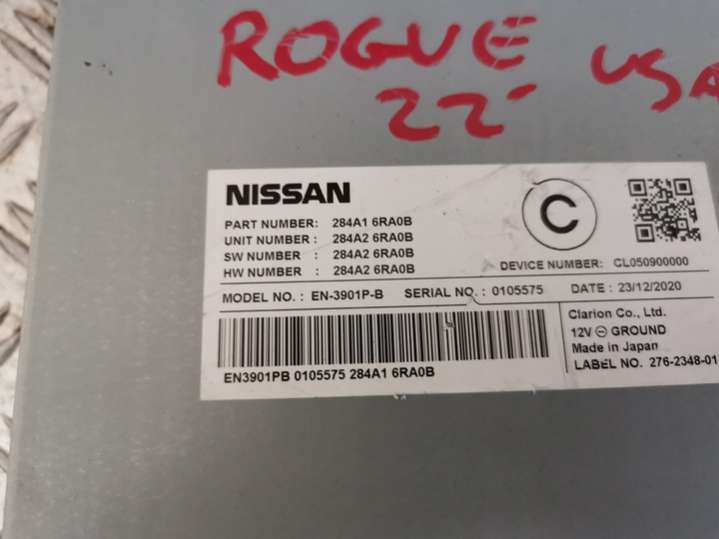 ROGUE USA
22'
NISSAN
C
PART NUMBER: 284A1 6RA0B
UNIT NUMBER : 284A2 6RA0B
SW NUMBER : 284A2 6RA0B
HW NUMBER : 284A2 6RA0B
DEVICE NUMBER: CL050900000
MODEL NO. : EN-3901P-B SERIAL NO. : 0105575 DATE : 23/12/2020
Clarion Co., Ltd.
12V ⊖ GROUND
Made in Japan
LABEL NO. 276-2348-01
EN3901PB 0105575 284A1 6RA0B